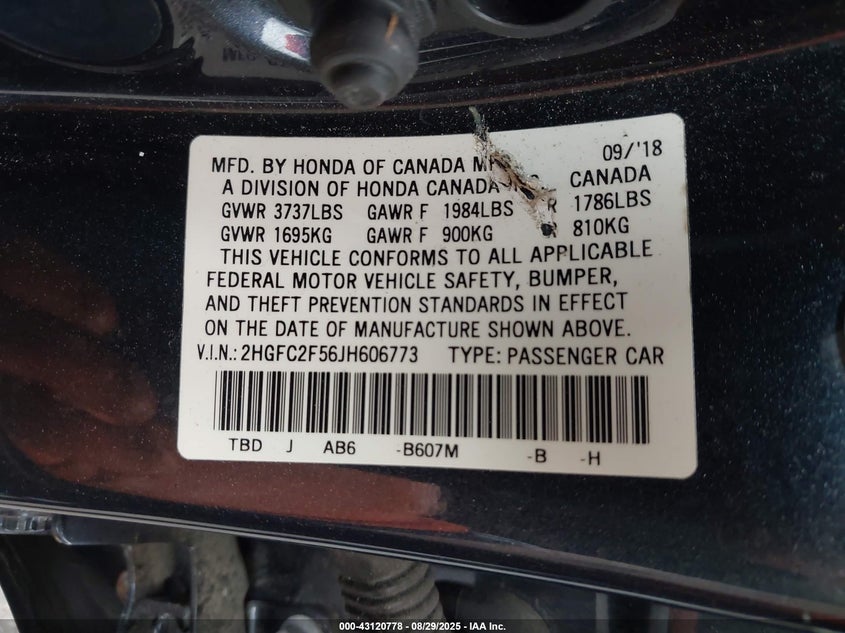 MFD. BY HONDA OF CANADA 09/'18
A DIVISION OF HONDA CANADA CANADA
GVWR 3737LBS GAWR F 1984LBS R 1786LBS
GVWR 1695KG GAWR F 900KG 810KG
THIS VEHICLE CONFORMS TO ALL APPLICABLE
FEDERAL MOTOR VEHICLE SAFETY, BUMPER,
AND THEFT PREVENTION STANDARDS IN EFFECT
ON THE DATE OF MANUFACTURE SHOWN ABOVE.
V.I.N.: 2HGFC2F56JH606773 TYPE: PASSENGER CAR
TBD J AB6 -B607M -B -H
000-43120778 - 08/29/2025 - IAA Inc.